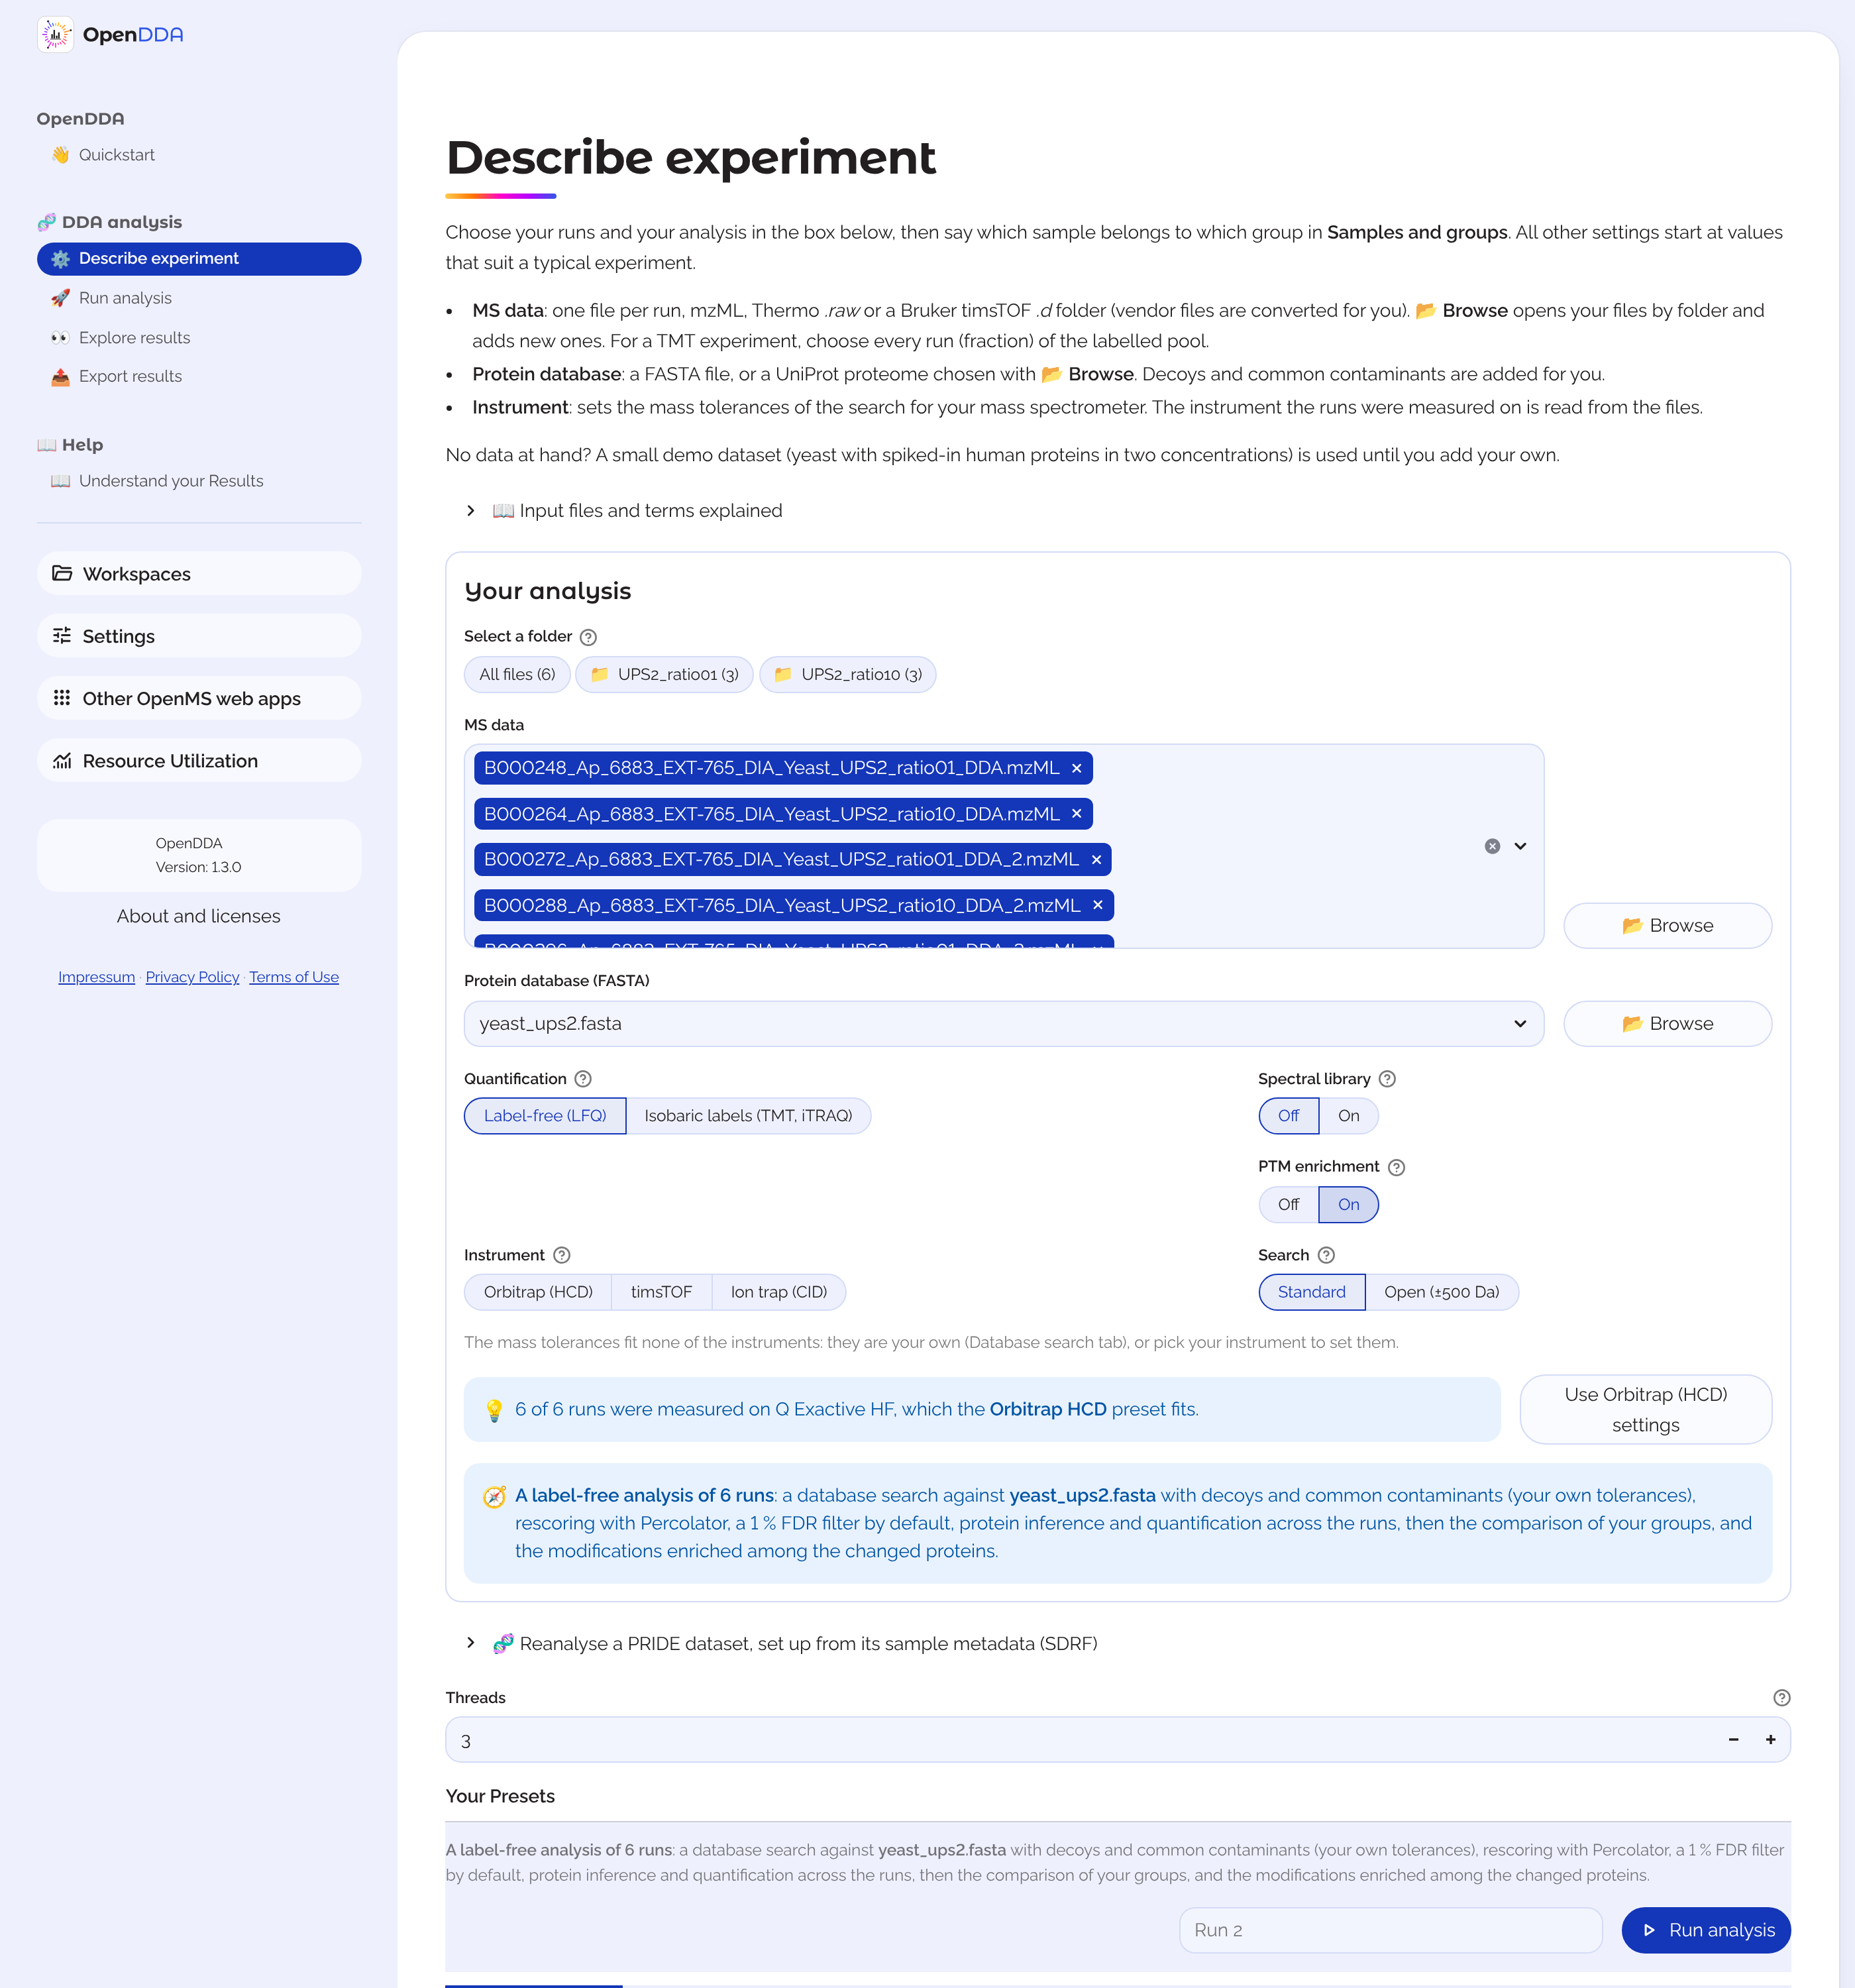 OpenDDA
OpenDDA
👋 Quickstart
🧬 DDA analysis
⚙️ Describe experiment
🚀 Run analysis
👀 Explore results
📤 Export results
📖 Help
📖 Understand your Results
Workspaces
Settings
Other OpenMS web apps
Resource Utilization
OpenDDA
Version: 1.3.0
About and licenses
Impressum · Privacy Policy · Terms of Use
Describe experiment
Choose your runs and your analysis in the box below, then say which sample belongs to which group in Samples and groups. All other settings start at values
that suit a typical experiment.
• MS data: one file per run, mzML, Thermo .raw or a Bruker timsTOF .d folder (vendor files are converted for you). 📂 Browse opens your files by folder and
adds new ones. For a TMT experiment, choose every run (fraction) of the labelled pool.
• Protein database: a FASTA file, or a UniProt proteome chosen with 📂 Browse. Decoys and common contaminants are added for you.
• Instrument: sets the mass tolerances of the search for your mass spectrometer. The instrument the runs were measured on is read from the files.
No data at hand? A small demo dataset (yeast with spiked-in human proteins in two concentrations) is used until you add your own.
📖 Input files and terms explained
Your analysis
Select a folder
All files (6) 📁 UPS2_ratio01 (3) 📁 UPS2_ratio10 (3)
MS data
B000248_Ap_6883_EXT-765_DIA_Yeast_UPS2_ratio01_DDA.mzML
B000264_Ap_6883_EXT-765_DIA_Yeast_UPS2_ratio10_DDA.mzML
B000272_Ap_6883_EXT-765_DIA_Yeast_UPS2_ratio01_DDA_2.mzML
B000288_Ap_6883_EXT-765_DIA_Yeast_UPS2_ratio10_DDA_2.mzML
📂 Browse
Protein database (FASTA)
yeast_ups2.fasta
📂 Browse
Quantification
Label-free (LFQ) Isobaric labels (TMT, iTRAQ)
Spectral library
Off On
PTM enrichment
Off On
Instrument
Orbitrap (HCD) timsTOF Ion trap (CID)
Search
Standard Open (±500 Da)
The mass tolerances fit none of the instruments: they are your own (Database search tab), or pick your instrument to set them.
💡 6 of 6 runs were measured on Q Exactive HF, which the Orbitrap HCD preset fits.
Use Orbitrap (HCD)
settings
🧭 A label-free analysis of 6 runs: a database search against yeast_ups2.fasta with decoys and common contaminants (your own tolerances),
rescoring with Percolator, a 1 % FDR filter by default, protein inference and quantification across the runs, then the comparison of your groups, and
the modifications enriched among the changed proteins.
🧬 Reanalyse a PRIDE dataset, set up from its sample metadata (SDRF)
Threads
3
Your Presets
A label-free analysis of 6 runs: a database search against yeast_ups2.fasta with decoys and common contaminants (your own tolerances), rescoring with Percolator, a 1 % FDR filter
by default, protein inference and quantification across the runs, then the comparison of your groups, and the modifications enriched among the changed proteins.
Run 2
Run analysis